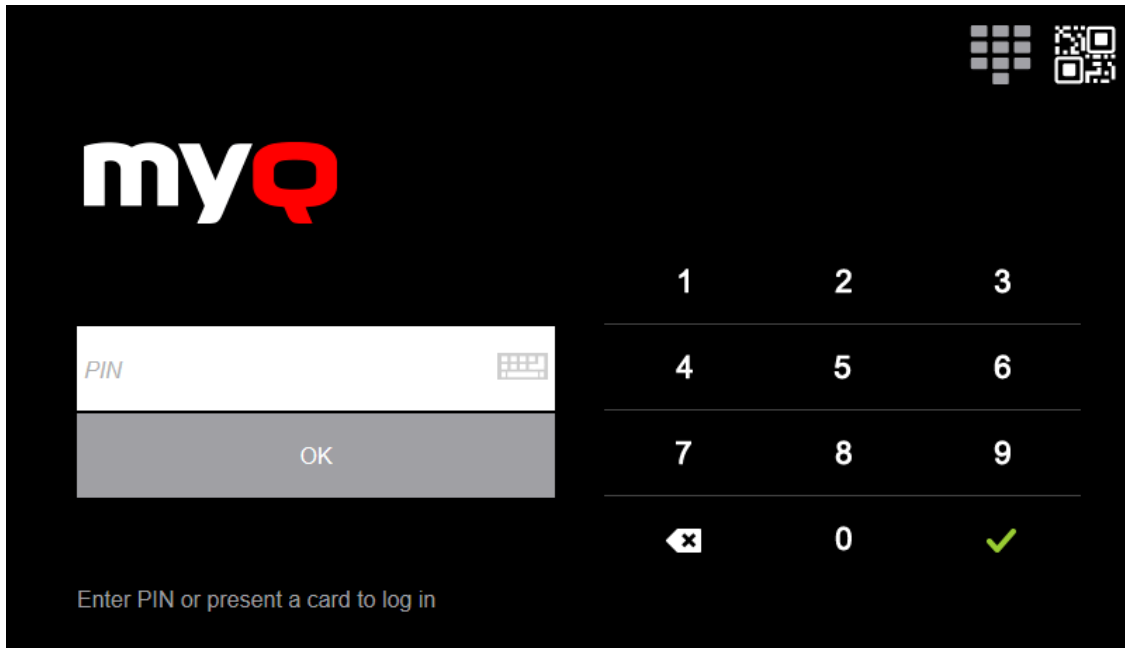 myQ
1 2 3
PIN
4 5 6
OK
7 8 9
0
Enter PIN or present a card to log in